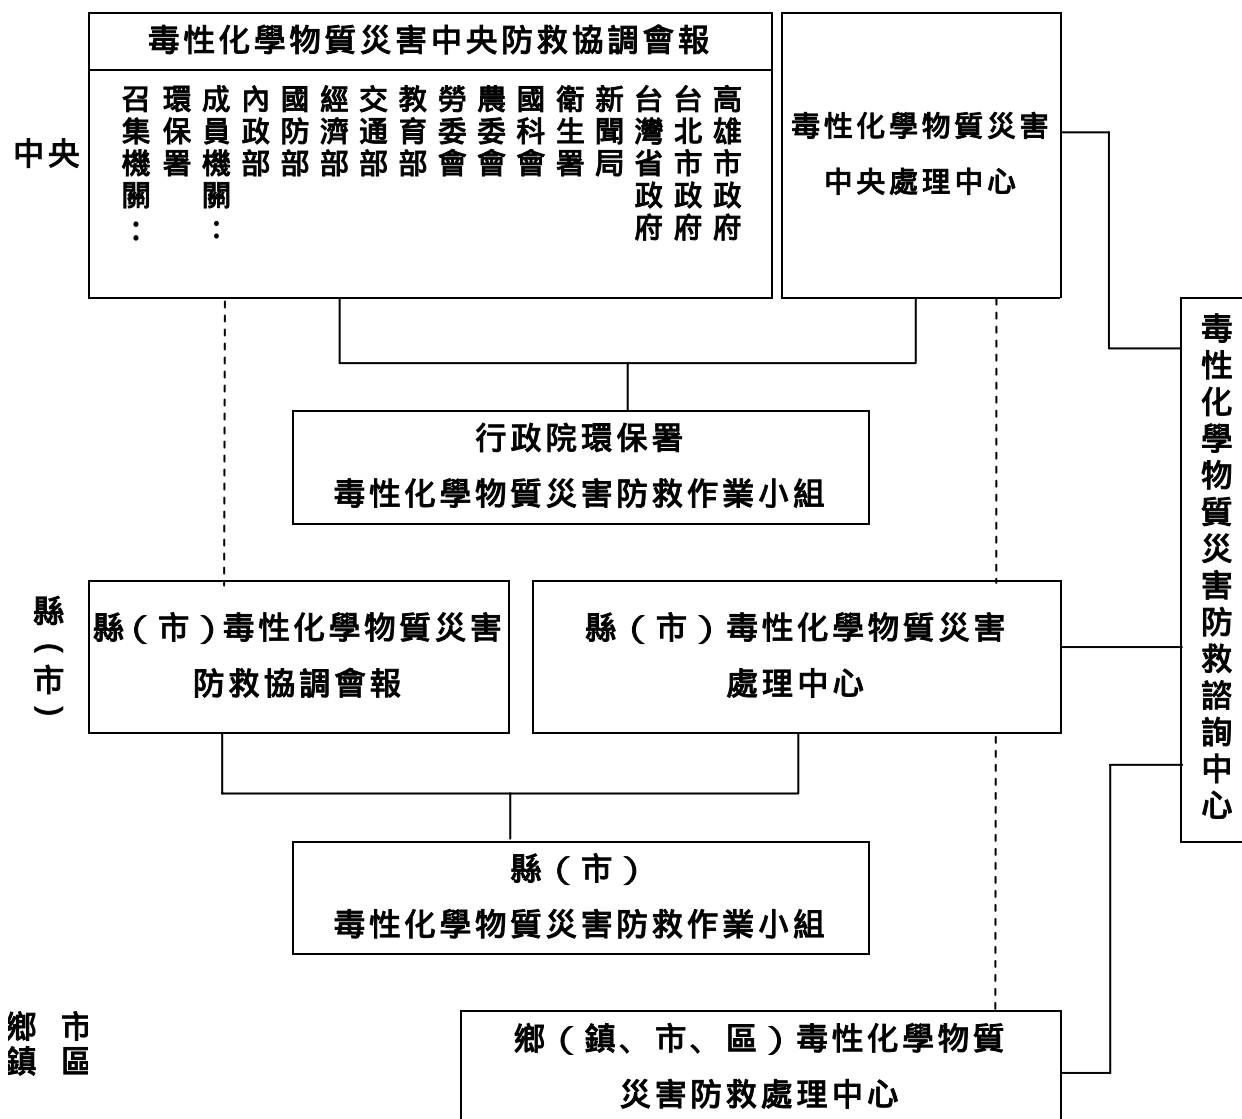 毒性化學物質災害中央防救協調會報
召集機關：
環保署
成員機關：
內政部
國防部
經濟部
交通部
教育部
勞委會
農委會
國科會
衛生署
新聞局
台灣省政府
台北市政府
高雄市政府
毒性化學物質災害
中央處理中心
中央
毒性化學物質災害防救諮詢中心
行政院環保署
毒性化學物質災害防救作業小組
縣（市）
縣（市）毒性化學物質災害
防救協調會報
縣（市）毒性化學物質災害
處理中心
縣（市）
毒性化學物質災害防救作業小組
鄉鎮
市區
鄉（鎮、市、區）毒性化學物質
災害防救處理中心